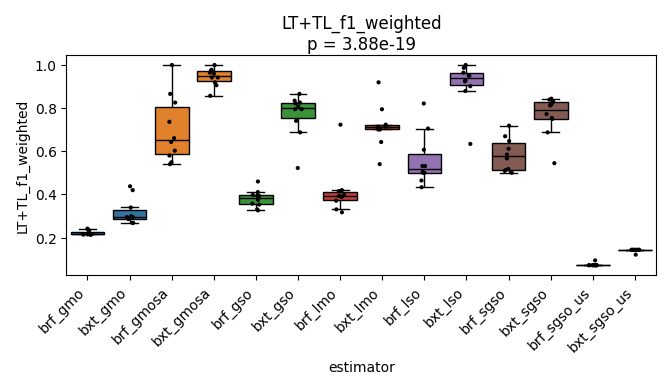 LT+TL_f1_weighted
p = 3.88e-19
LT+TL_f1_weighted
1.0
0.8
0.6
0.4
0.2
brf_gmo
bxt_gmo
brf_gmosa
bxt_gmosa
brf_gso
bxt_gso
brf_lmo
bxt_lmo
brf_lso
bxt_lso
brf_sgso
bxt_sgso
brf_sgso_us
bxt_sgso_us
estimator